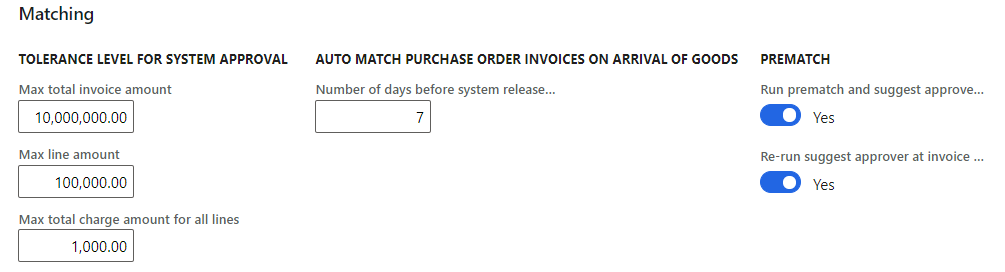 Matching
TOLERANCE LEVEL FOR SYSTEM APPROVAL
Max total invoice amount
10,000,000.00
Max line amount
100,000.00
Max total charge amount for all lines
1,000.00
AUTO MATCH PURCHASE ORDER INVOICES ON ARRIVAL OF GOODS
Number of days before system release...
7
PREMATCH
Run prematch and suggest approve...
Yes
Re-run suggest approver at invoice ...
Yes